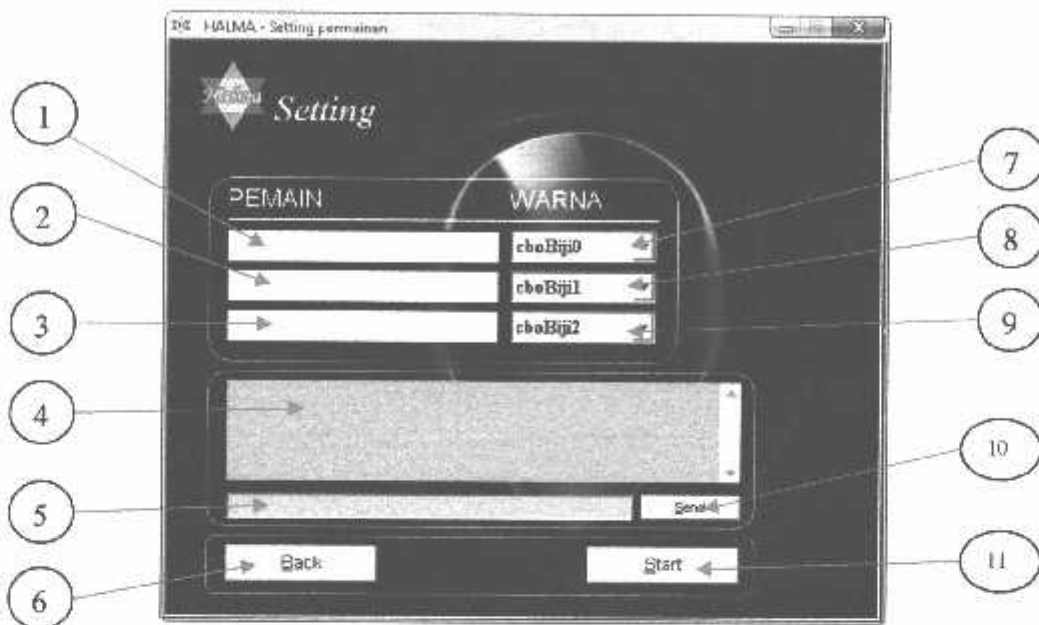 HALMA - Setting permainan
Halma Setting
1
2
3
4
5
6
7
8
9
10
11
PEMAIN WARNA
cboBiji0
cboBiji1
cboBiji2
Send
Back Start